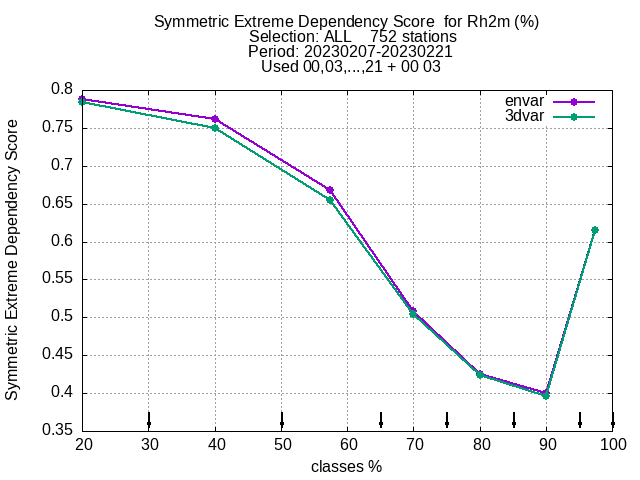 Symmetric Extreme Dependency Score  for Rh2m (%)
Selection: ALL    752 stations
Period: 20230207-20230221
Used 00,03,...,21 + 00 03
envar
3dvar
Symmetric Extreme Dependency Score
0.8
0.75
0.7
0.65
0.6
0.55
0.5
0.45
0.4
0.35
20 30 40 50 60 70 80 90 100
classes %